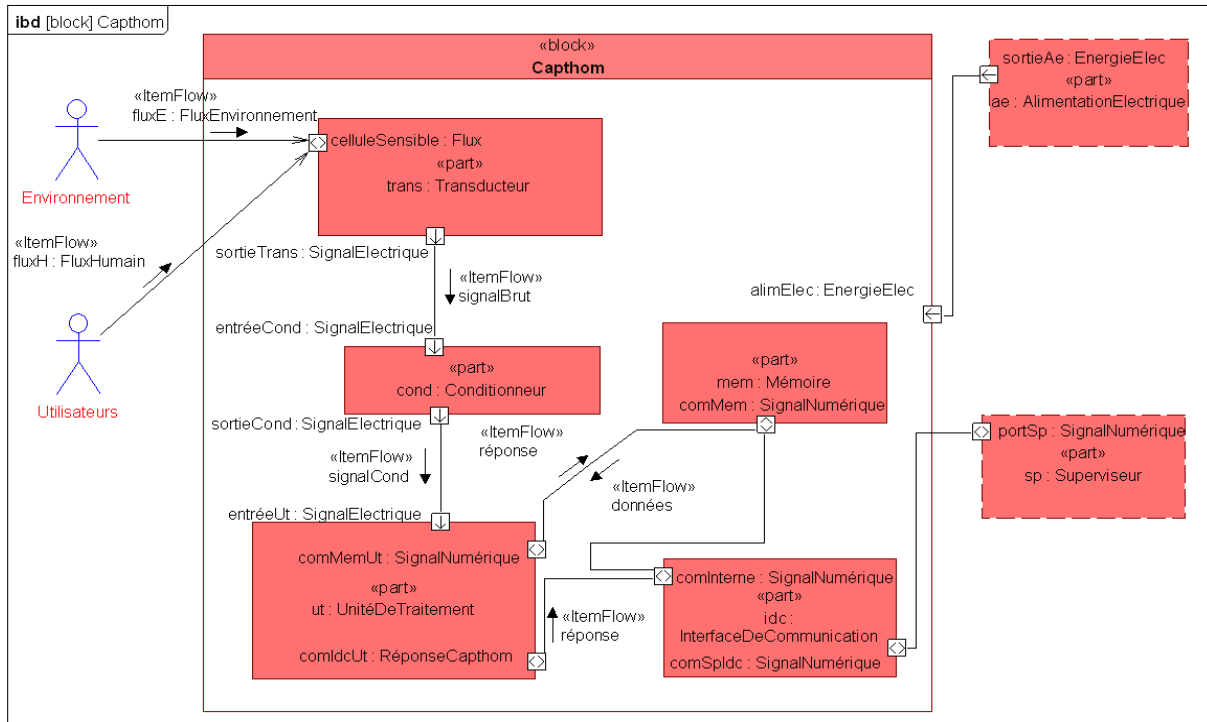 ibd [block] Capthom
«block»
Capthom
sortieAe : EnergieElec
«part»
ae : AlimentationElectrique
«ItemFlow»
fluxE : FluxEnvironnement
Environnement
celluleSensible : Flux
«part»
trans : Transducteur
«ItemFlow»
fluxH : FluxHumain
Utilisateurs
sortieTrans : SignalElectrique
«ItemFlow»
signalBrut
alimElec : EnergieElec
entréeCond : SignalElectrique
«part»
cond : Conditionneur
«part»
mem : Mémoire
comMem : SignalNumérique
sortieCond : SignalElectrique
«ItemFlow»
réponse
«ItemFlow»
signalCond
«ItemFlow»
données
portSp : SignalNumérique
«part»
sp : Superviseur
entréeUt : SignalElectrique
comMemUt : SignalNumérique
«part»
ut : UnitéDeTraitement
comIdcUt : RéponseCapthom
«ItemFlow»
réponse
comInterne : SignalNumérique
«part»
idc :
InterfaceDeCommunication
comSpIdc : SignalNumérique